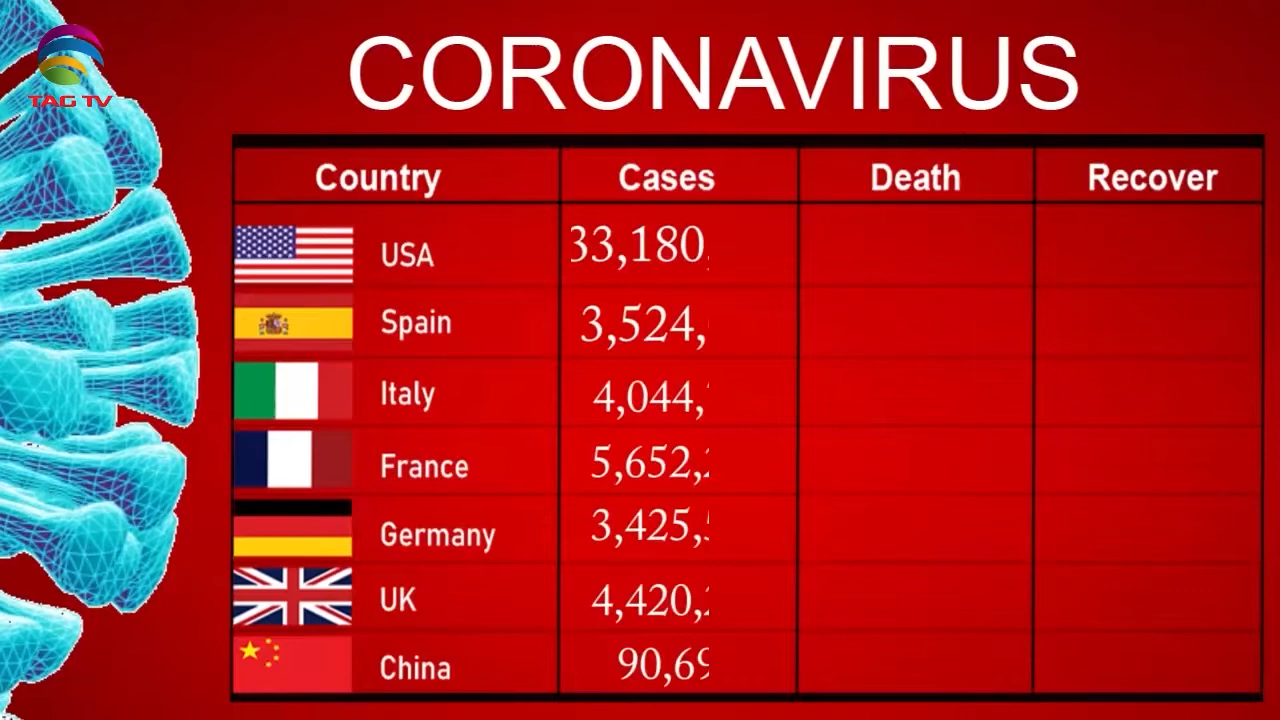 TAG TV
CORONAVIRUS
Country Cases Death Recover
USA 33,180,
Spain 3,524,
Italy 4,044,
France 5,652,
Germany 3,425,
UK 4,420,
China 90,69